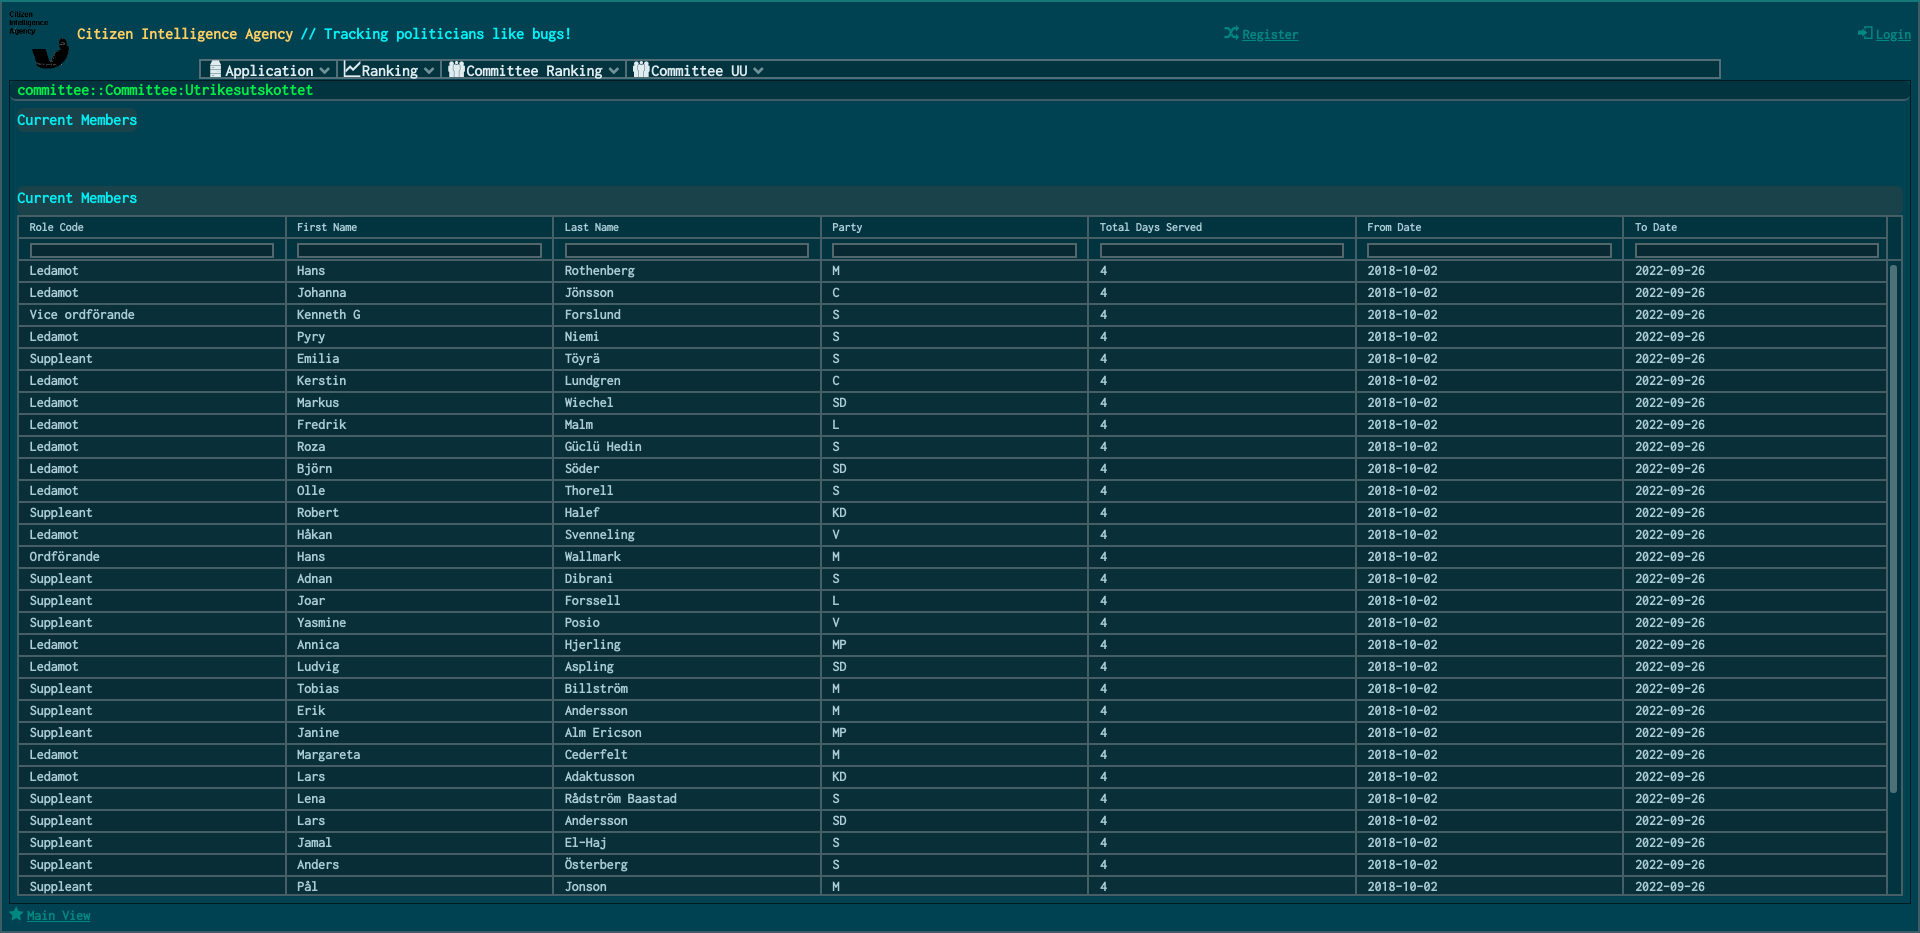 Citizen
Intelligence
Agency
Citizen Intelligence Agency // Tracking politicians like bugs!
Register
Login
Application Ranking Committee Ranking Committee UU
committee::Committee:Utrikesutskottet
Current Members
Current Members
Role Code First Name Last Name Party Total Days Served From Date To Date
Ledamot Hans Rothenberg M 4 2018-10-02 2022-09-26
Ledamot Johanna Jönsson C 4 2018-10-02 2022-09-26
Vice ordförande Kenneth G Forslund S 4 2018-10-02 2022-09-26
Ledamot Pyry Niemi S 4 2018-10-02 2022-09-26
Suppleant Emilia Töyrä S 4 2018-10-02 2022-09-26
Ledamot Kerstin Lundgren C 4 2018-10-02 2022-09-26
Ledamot Markus Wiechel SD 4 2018-10-02 2022-09-26
Ledamot Fredrik Malm L 4 2018-10-02 2022-09-26
Ledamot Roza Güclü Hedin S 4 2018-10-02 2022-09-26
Ledamot Björn Söder SD 4 2018-10-02 2022-09-26
Ledamot Olle Thorell S 4 2018-10-02 2022-09-26
Suppleant Robert Halef KD 4 2018-10-02 2022-09-26
Ledamot Håkan Svenneling V 4 2018-10-02 2022-09-26
Ordförande Hans Wallmark M 4 2018-10-02 2022-09-26
Suppleant Adnan Dibrani S 4 2018-10-02 2022-09-26
Suppleant Joar Forssell L 4 2018-10-02 2022-09-26
Suppleant Yasmine Posio V 4 2018-10-02 2022-09-26
Ledamot Annica Hjerling MP 4 2018-10-02 2022-09-26
Ledamot Ludvig Aspling SD 4 2018-10-02 2022-09-26
Suppleant Tobias Billström M 4 2018-10-02 2022-09-26
Suppleant Erik Andersson M 4 2018-10-02 2022-09-26
Suppleant Janine Alm Ericson MP 4 2018-10-02 2022-09-26
Ledamot Margareta Cederfelt M 4 2018-10-02 2022-09-26
Ledamot Lars Adaktusson KD 4 2018-10-02 2022-09-26
Suppleant Lena Rådström Baastad S 4 2018-10-02 2022-09-26
Suppleant Lars Andersson SD 4 2018-10-02 2022-09-26
Suppleant Jamal El-Haj S 4 2018-10-02 2022-09-26
Suppleant Anders Österberg S 4 2018-10-02 2022-09-26
Suppleant Pål Jonson M 4 2018-10-02 2022-09-26
Main View